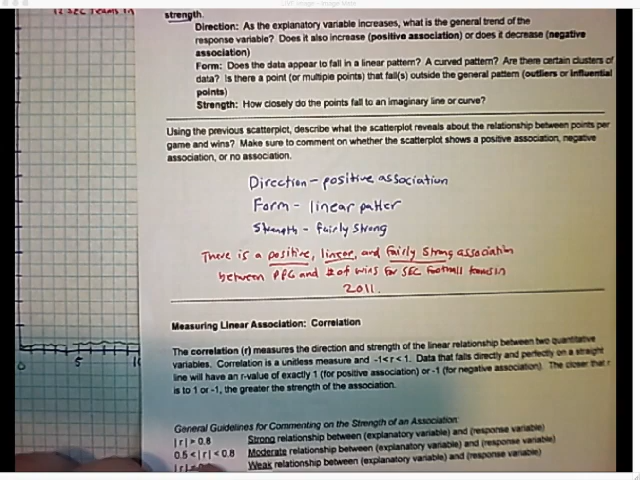 12 SEC Teams in
strength.
Direction: As the explanatory variable increases, what is the general trend of the
response variable? Does it also increase (positive association) or does it decrease (negative
association)
Form: Does the data appear to fall in a linear pattern? A curved pattern? Are there certain clusters of
data? Is there a point (or multiple points) that fall(s) outside the general pattern (outliers or influential
points)
Strength: How closely do the points fall to an imaginary line or curve?
Using the previous scatterplot, describe what the scatterplot reveals about the relationship between points per
game and wins? Make sure to comment on whether the scatterplot shows a positive association, negative
association, or no association.
Direction - positive association
Form - linear patter
Strength - fairly strong
There is a positive, linear, and fairly strong association
between PPG and # of wins for SEC football teams in
2011.
Measuring Linear Association: Correlation
The correlation (r) measures the direction and strength of the linear relationship between two quantitative
variables. Correlation is a unitless measure and -1<r<1. Data that falls directly and perfectly on a straight
line will have an r-value of exactly 1 (for positive association) or -1 (for negative association). The closer that r
is to 1 or -1, the greater the strength of the association.
0 5 10
General Guidelines for Commenting on the Strength of an Association:
|r| > 0.8 Strong relationship between (explanatory variable) and (response variable)
0.5 < |r| < 0.8 Moderate relationship between (explanatory variable) and (response variable)
|r| Weak relationship between (explanatory variable) and (response variable)